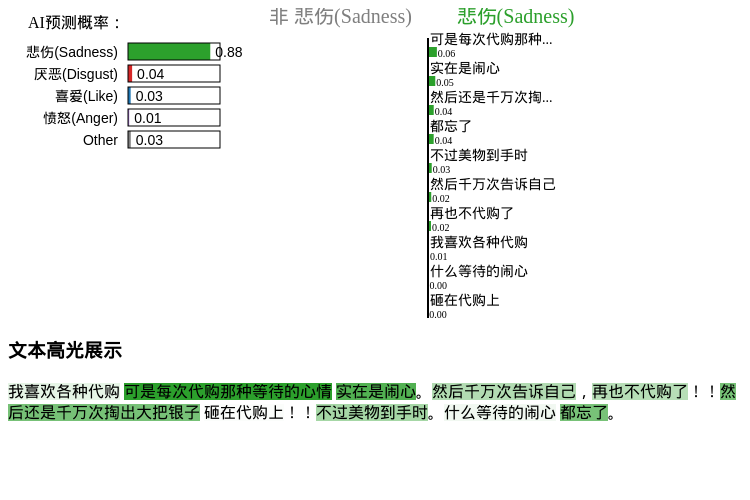 AI预测概率：
悲伤(Sadness) 0.88
厌恶(Disgust) 0.04
喜爱(Like) 0.03
愤怒(Anger) 0.01
Other 0.03
非 悲伤(Sadness) 悲伤(Sadness)
可是每次代购那种...
0.06
实在是闹心
0.05
然后还是千万次掏...
0.04
都忘了
0.04
不过美物到手时
0.03
然后千万次告诉自己
0.02
再也不代购了
0.02
我喜欢各种代购
0.01
什么等待的闹心
0.00
砸在代购上
0.00
文本高光展示
我喜欢各种代购 可是每次代购那种等待的心情 实在是闹心。然后千万次告诉自己，再也不代购了！！然
后还是千万次掏出大把银子 砸在代购上！！不过美物到手时。什么等待的闹心 都忘了。